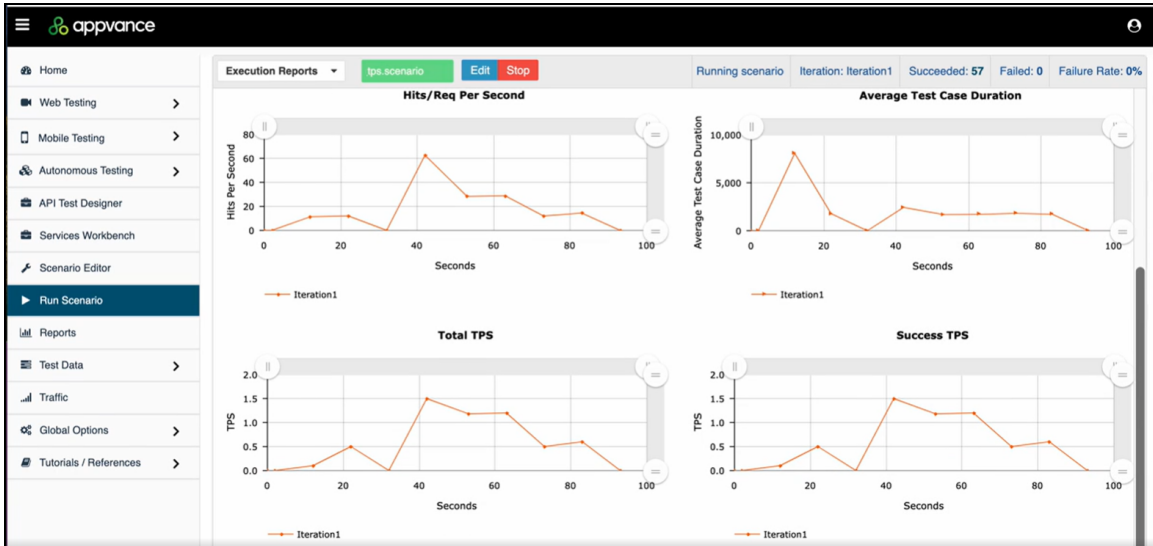 appvance
Home
Web Testing
Mobile Testing
Autonomous Testing
API Test Designer
Services Workbench
Scenario Editor
Run Scenario
Reports
Test Data
Traffic
Global Options
Tutorials / References
Execution Reports tps.scenario Edit Stop Running scenario Iteration: Iteration1 Succeeded: 57 Failed: 0 Failure Rate: 0%
Hits/Req Per Second
Hits Per Second
80
60
40
20
0
0 20 40 60 80 100
Seconds
Iteration1
Average Test Case Duration
Average Test Case Duration
10,000
5,000
0
0 20 40 60 80 100
Seconds
Iteration1
Total TPS
TPS
2.0
1.5
1.0
0.5
0.0
0 20 40 60 80 100
Seconds
Iteration1
Success TPS
TPS
2.0
1.5
1.0
0.5
0.0
0 20 40 60 80 100
Seconds
Iteration1